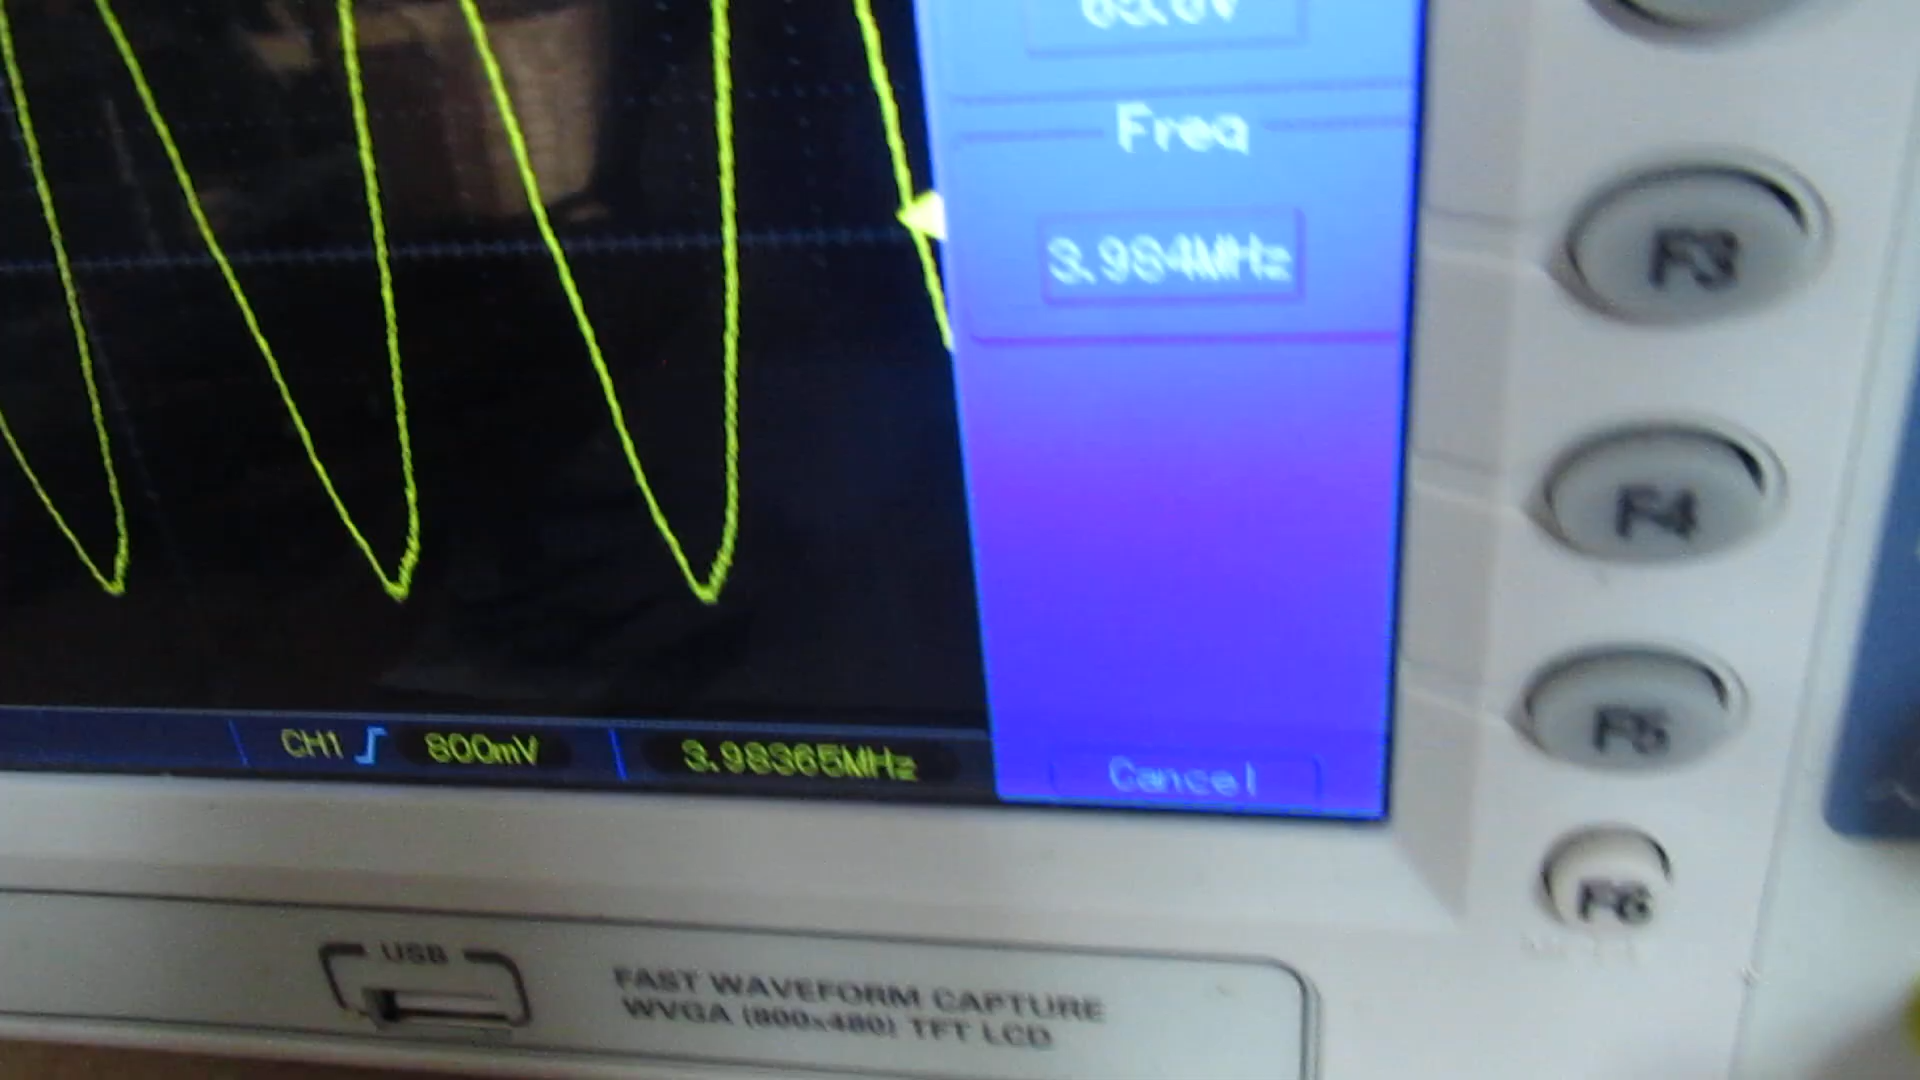 Freq
3.984MHz
F3
F4
F5
CH1 800mV 3.98365MHz
Cancel
F6
USB
FAST WAVEFORM CAPTURE
WVGA (800x480) TFT LCD